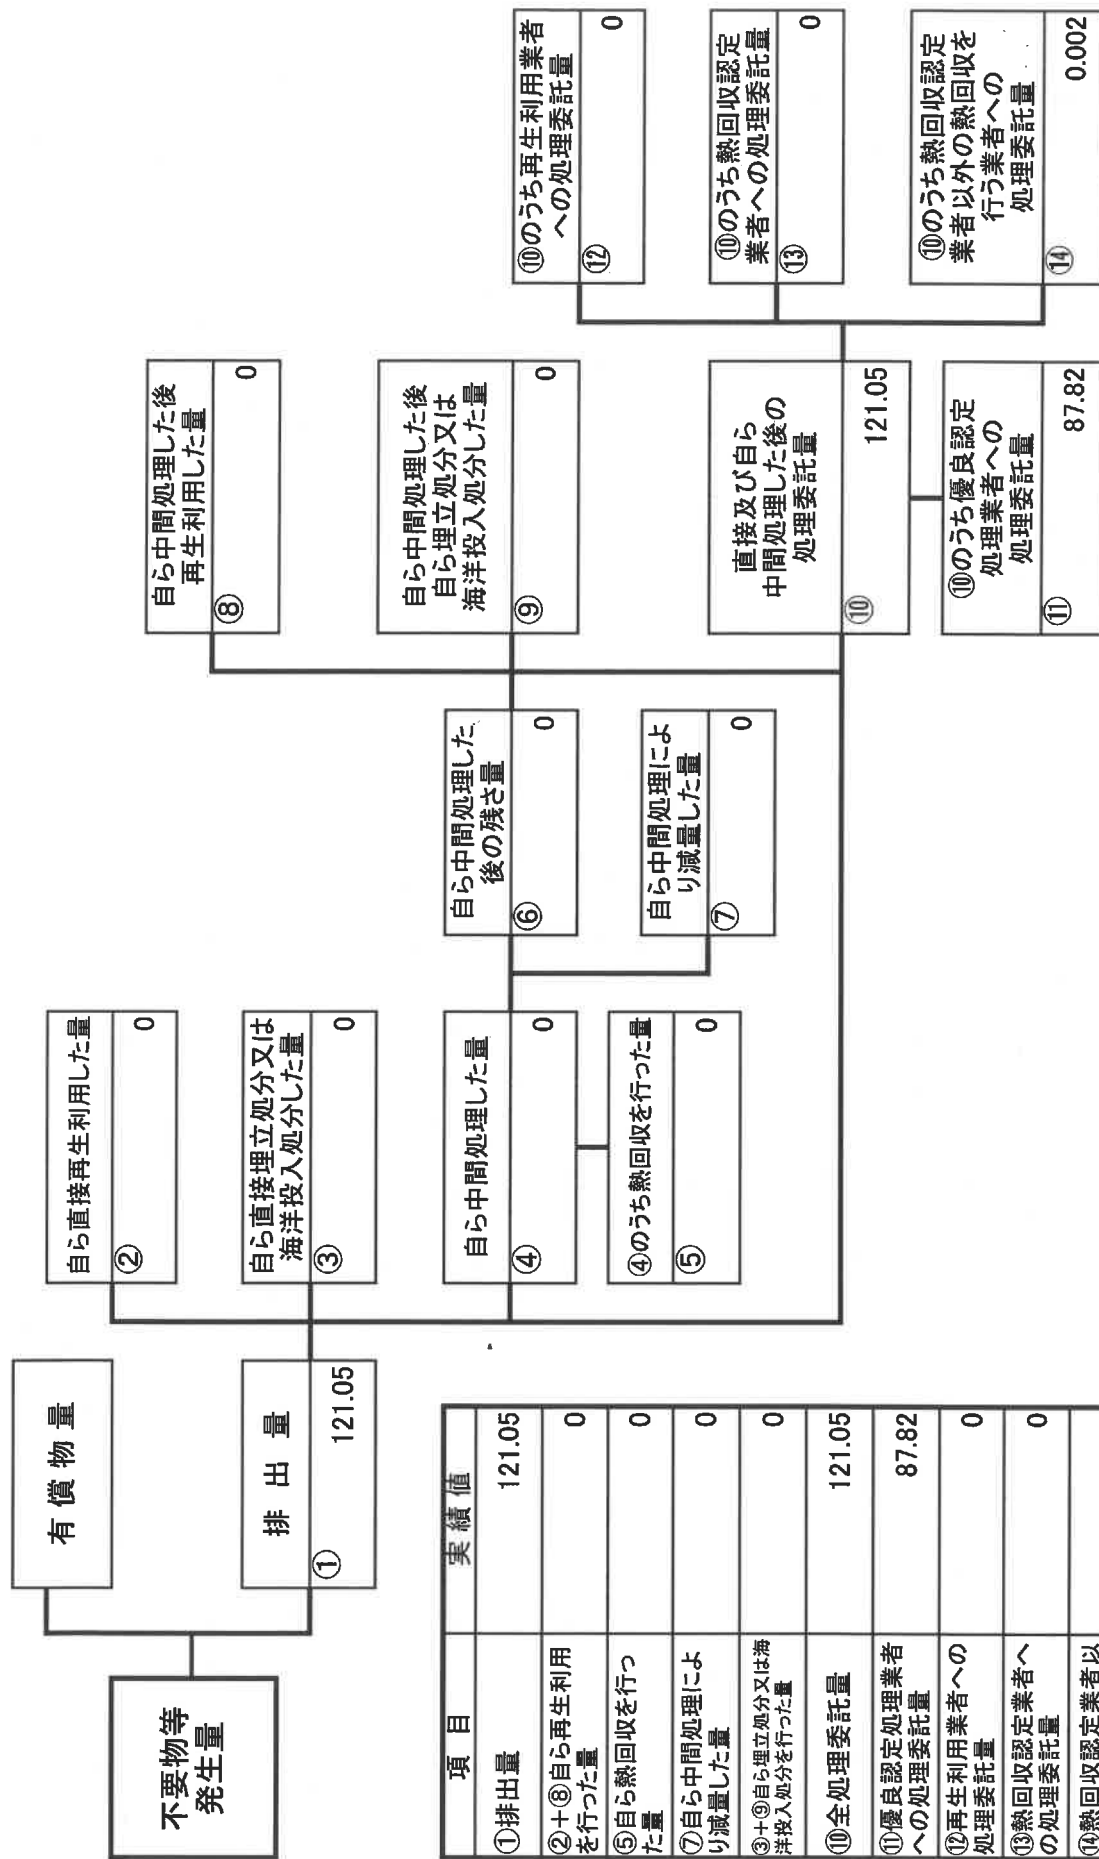 不要物等
発生量
有 償 物 量
排 出 量
①
121.05
自ら直接再生利用した量
②
0
自ら直接埋立処分又は
海洋投入処分した量
③
0
自ら中間処理した量
④
0
④のうち熱回収を行った量
⑤
0
自ら中間処理した
後の残さ量
⑥
0
自ら中間処理によ
り減量した量
⑦
0
自ら中間処理した後
再生利用した量
⑧
0
自ら中間処理した後
自ら埋立処分又は
海洋投入処分した量
⑨
0
直接及び自ら
中間処理した後の
処理委託量
⑩
121.05
⑩のうち優良認定
処理業者への
処理委託量
⑪
87.82
⑩のうち再生利用業者
への処理委託量
⑫
0
⑩のうち熱回収認定
業者への処理委託量
⑬
0
⑩のうち熱回収認定
業者以外の熱回収を
行う業者への
処理委託量
⑭
0.002
項 目 実 績 値
①排出量 121.05
②+⑧自ら再生利用
を行った量 0
⑤自ら熱回収を行っ
た量 0
⑦自ら中間処理によ
り減量した量 0
③+⑨自ら埋立処分又は海
洋投入処分を行った量 0
⑩全処理委託量 121.05
⑪優良認定処理業者
への処理委託量 87.82
⑫再生利用業者への
処理委託量 0
⑬熱回収認定業者へ
の処理委託量 0
⑭熱回収認定業者以